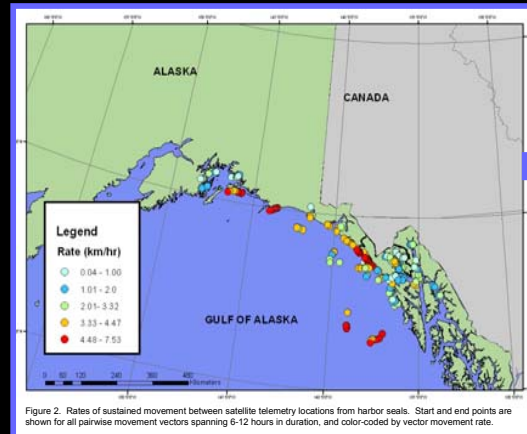 ALASKA
CANADA
Legend
Rate (km/hr)
0.04 - 1.00
1.01 - 2.0
2.01- 3.32
3.33 - 4.47
4.48 - 7.53
GULF OF ALASKA
Figure 2. Rates of sustained movement between satellite telemetry locations from harbor seals. Start and end points are
shown for all pairwise movement vectors spanning 6-12 hours in duration, and color-coded by vector movement rate.